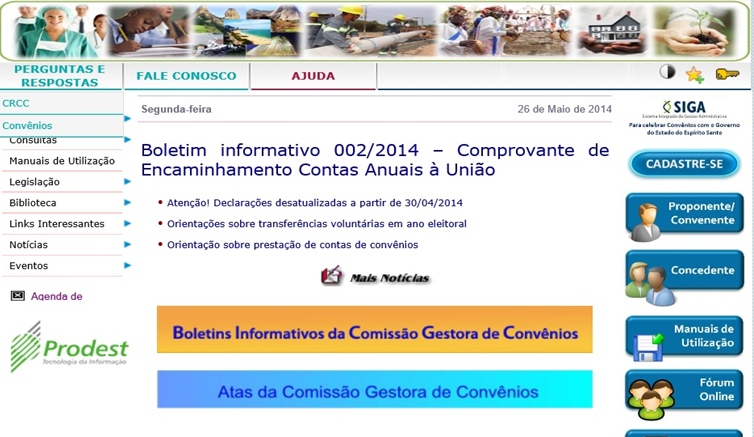 PERGUNTAS E
RESPOSTAS
FALE CONOSCO
AJUDA
CRCC
Convênios
Consultas
Manuais de Utilização
Legislação
Biblioteca
Links Interessantes
Notícias
Eventos
Agenda de
Prodest
Tecnologia da Informação
Segunda-feira
26 de Maio de 2014
Boletim informativo 002/2014 – Comprovante de
Encaminhamento Contas Anuais à União
Atenção! Declarações desatualizadas a partir de 30/04/2014
Orientações sobre transferências voluntárias em ano eleitoral
Orientação sobre prestação de contas de convênios
Mais Notícias
Boletins Informativos da Comissão Gestora de Convênios
Atas da Comissão Gestora de Convênios
SIGA
Sistema Integrado de Gestão Administrativa
Para celebrar Convênios com o Governo
do Estado do Espírito Santo
CADASTRE-SE
Proponente/
Convenente
Concedente
Manuais de
Utilização
Fórum
Online